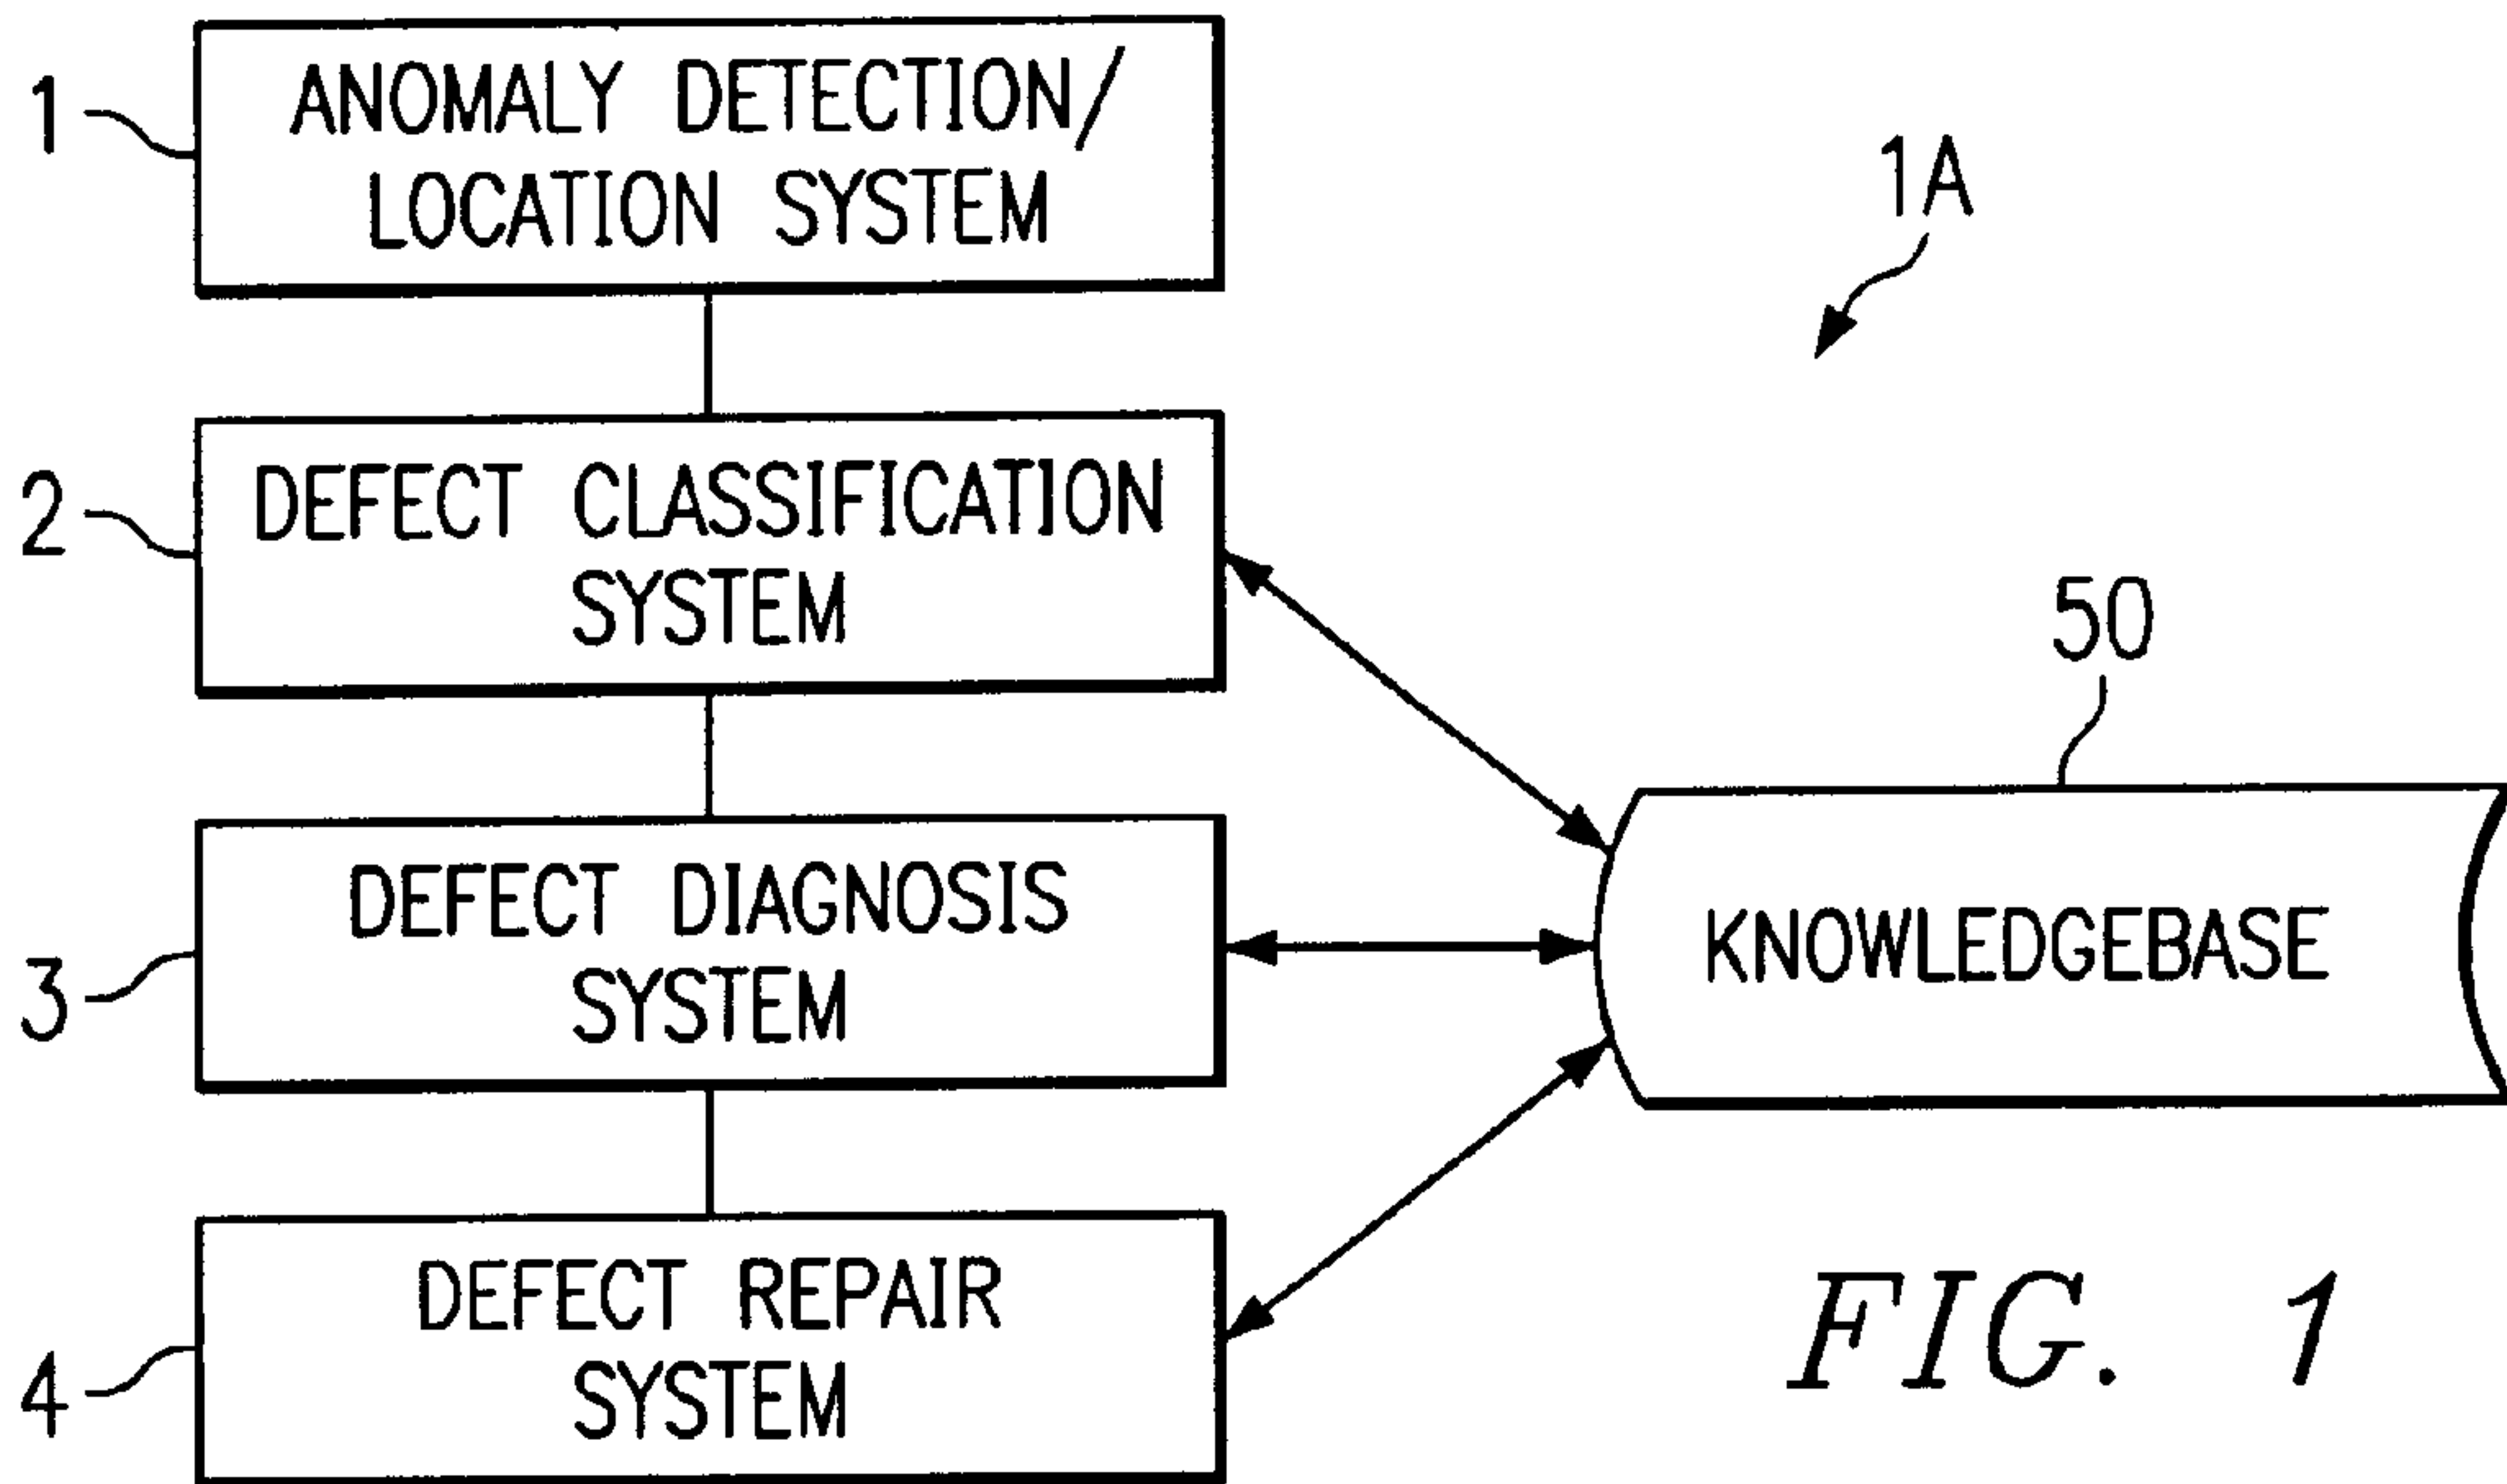 1
ANOMALY DETECTION/
LOCATION SYSTEM
1A
2
DEFECT CLASSIFICATION
SYSTEM
50
3
DEFECT DIAGNOSIS
SYSTEM
KNOWLEDGEBASE
4
DEFECT REPAIR
SYSTEM
FIG. 1